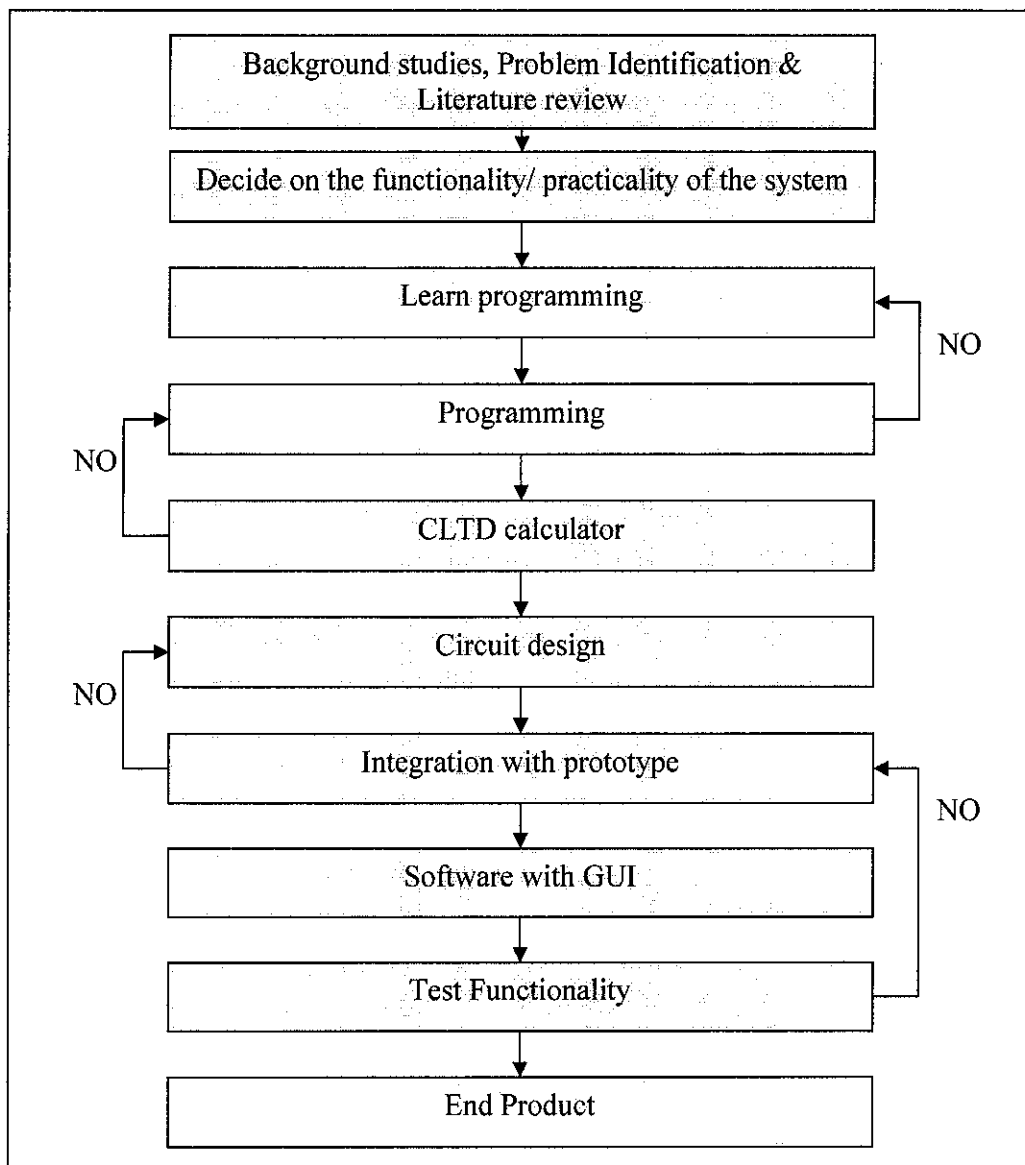 Background studies, Problem Identification &
Literature review
Decide on the functionality/ practicality of the system
Learn programming
NO
Programming
NO
CLTD calculator
Circuit design
NO
Integration with prototype
NO
Software with GUI
Test Functionality
End Product